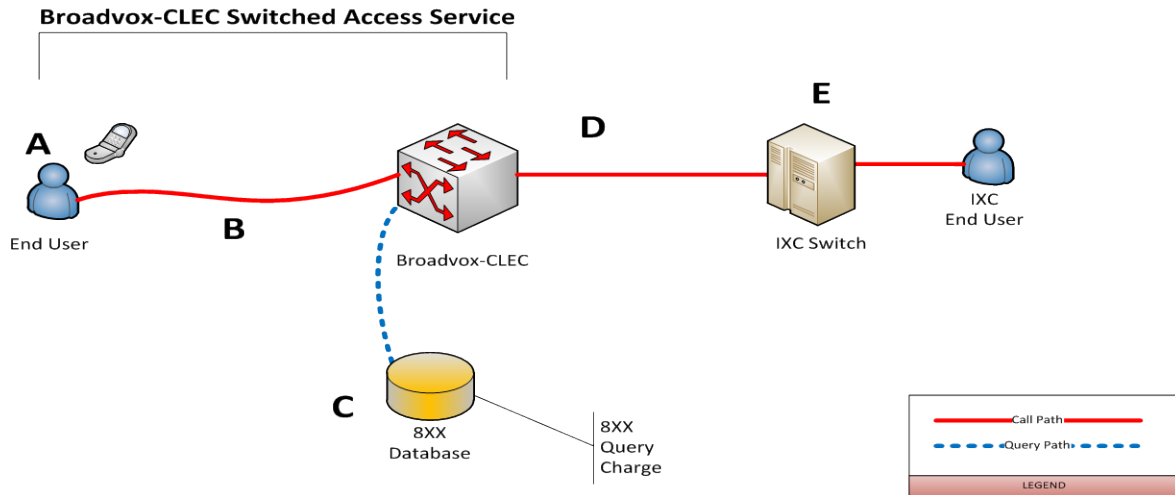 Broadvox-CLEC Switched Access Service
A
B
End User
Broadvox-CLEC
D
E
IXC Switch
IXC
End User
C
8XX
Database
8XX
Query
Charge
Call Path
Query Path
LEGEND